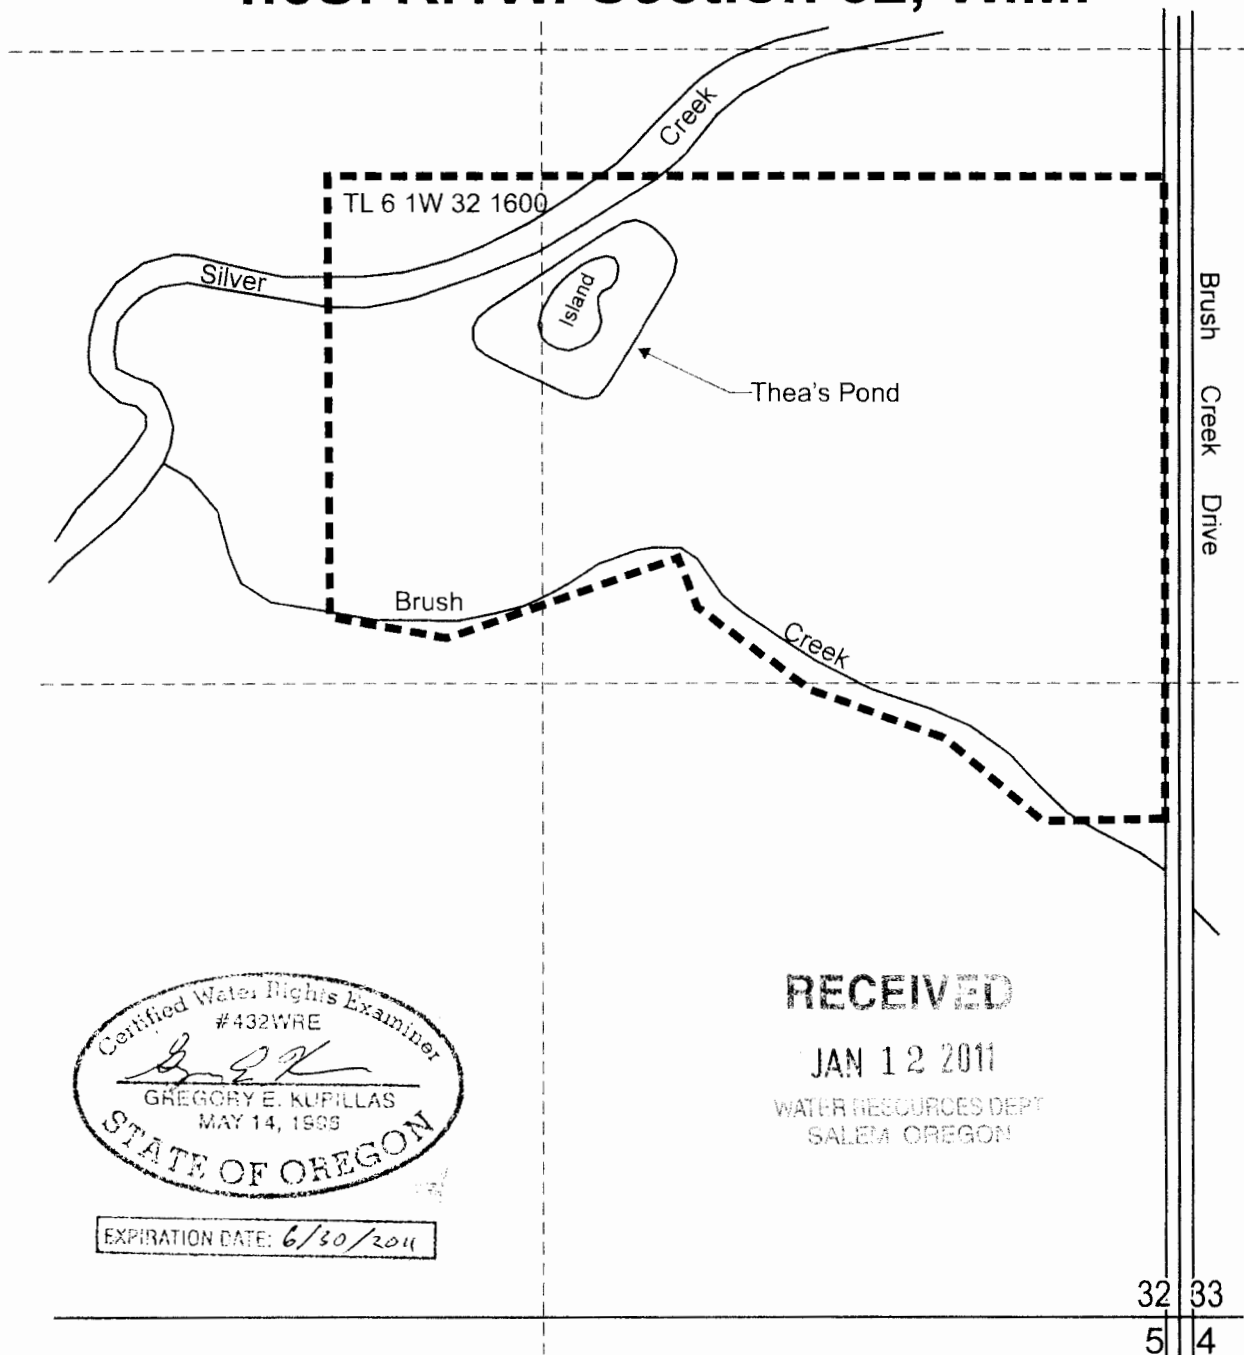 Creek
TL 6 1W 32 1600
Silver
Island
Thea's Pond
Brush Creek Drive
Brush
Creek
Certified Water Rights Examiner
#432WRE
GREGORY E. KUPILLAS
MAY 14, 1999
STATE OF OREGON
EXPIRATION DATE: 6/30/2011
RECEIVED
JAN 12 2011
WATER RESOURCES DEPT
SALEM OREGON
32 33
5 4